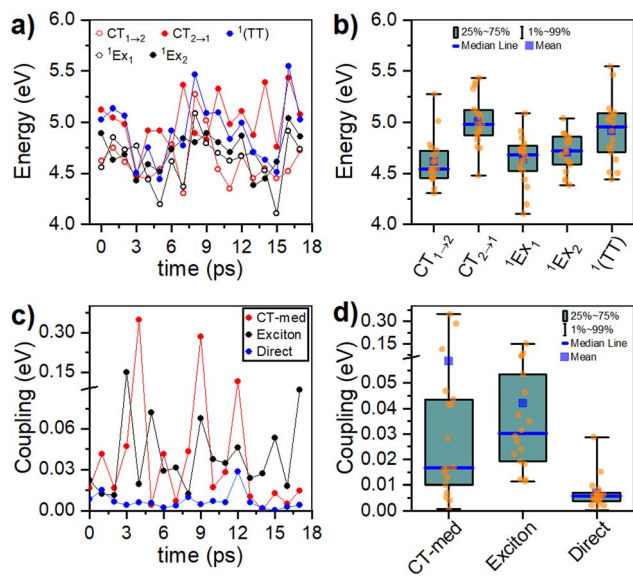 a)
CT₁→₂ CT₂→₁ ¹(TT)
¹Ex₁ ¹Ex₂
Energy (eV)
6.0
5.5
5.0
4.5
4.0
0 3 6 9 12 15 18
time (ps)
b)
25%~75% 1%~99%
Median Line Mean
Energy (eV)
6.0
5.5
5.0
4.5
4.0
CT₁→₂ CT₂→₁ ¹Ex₁ ¹Ex₂ ¹(TT)
c)
CT-med
Exciton
Direct
Coupling (eV)
0.30
0.15
0.06
0.03
0.00
0 3 6 9 12 15 18
time (ps)
d)
25%~75%
1%~99%
Median Line
Mean
Coupling (eV)
0.30
0.15
0.05
0.04
0.03
0.02
0.01
0.00
CT-med Exciton Direct